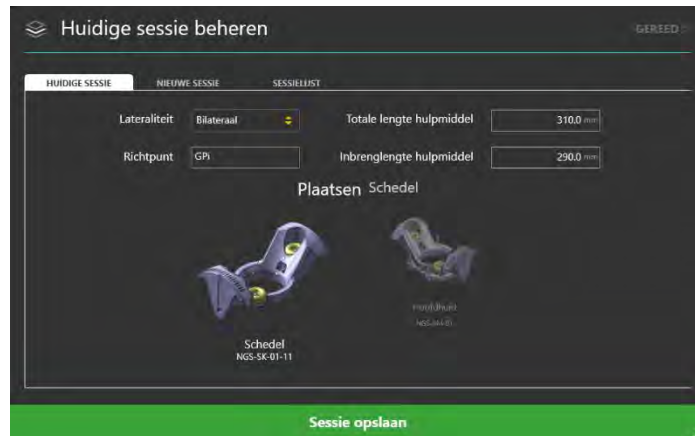 Huidige sessie beheren
GEREED
HUIDIGE SESSIE NIEUWE SESSIE SESSIELIJST
Lateraliteit Bilateraal Totale lengte hulpmiddel 310.0 mm
Richtpunt GPi Inbrenglengte hulpmiddel 290.0 mm
Plaatsen Schedel
Hoofdhuid
Schedel
NGS-SK-01-11
Sessie opslaan